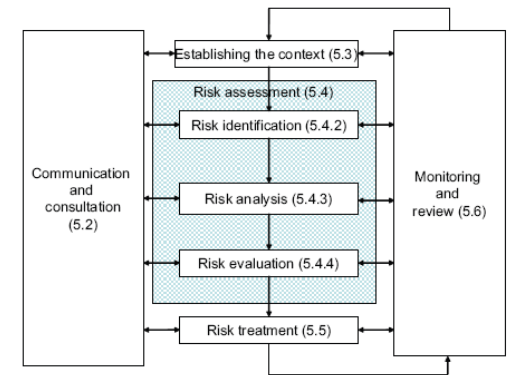 Establishing the context (5.3)
Risk assessment (5.4)
Risk identification (5.4.2)
Communication
and
consultation
(5.2)
Risk analysis (5.4.3)
Monitoring
and
review (5.6)
Risk evaluation (5.4.4)
Risk treatment (5.5)